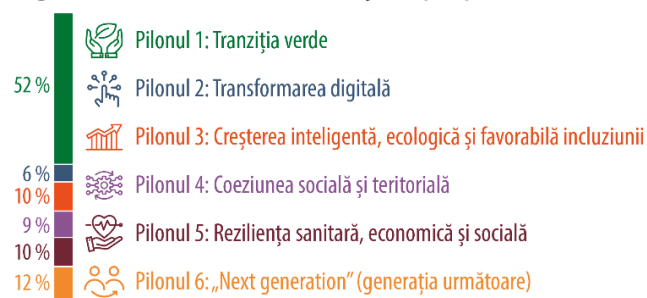 Pilonul 1: Tranziția verde
52 %
Pilonul 2: Transformarea digitală
Pilonul 3: Creșterea inteligentă, ecologică și favorabilă incluziunii
6 %
Pilonul 4: Coeziunea socială și teritorială
10 %
9 %
Pilonul 5: Reziliența sanitară, economică și socială
10 %
12 %
Pilonul 6: „Next generation” (generația următoare)